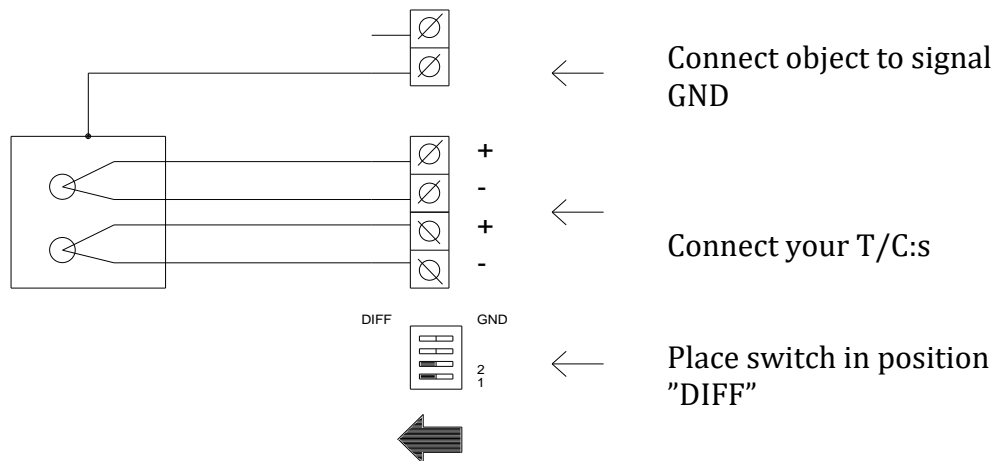 Connect object to signal
GND
+
-
+
-
Connect your T/C:s
DIFF
GND
2
1
Place switch in position
”DIFF”